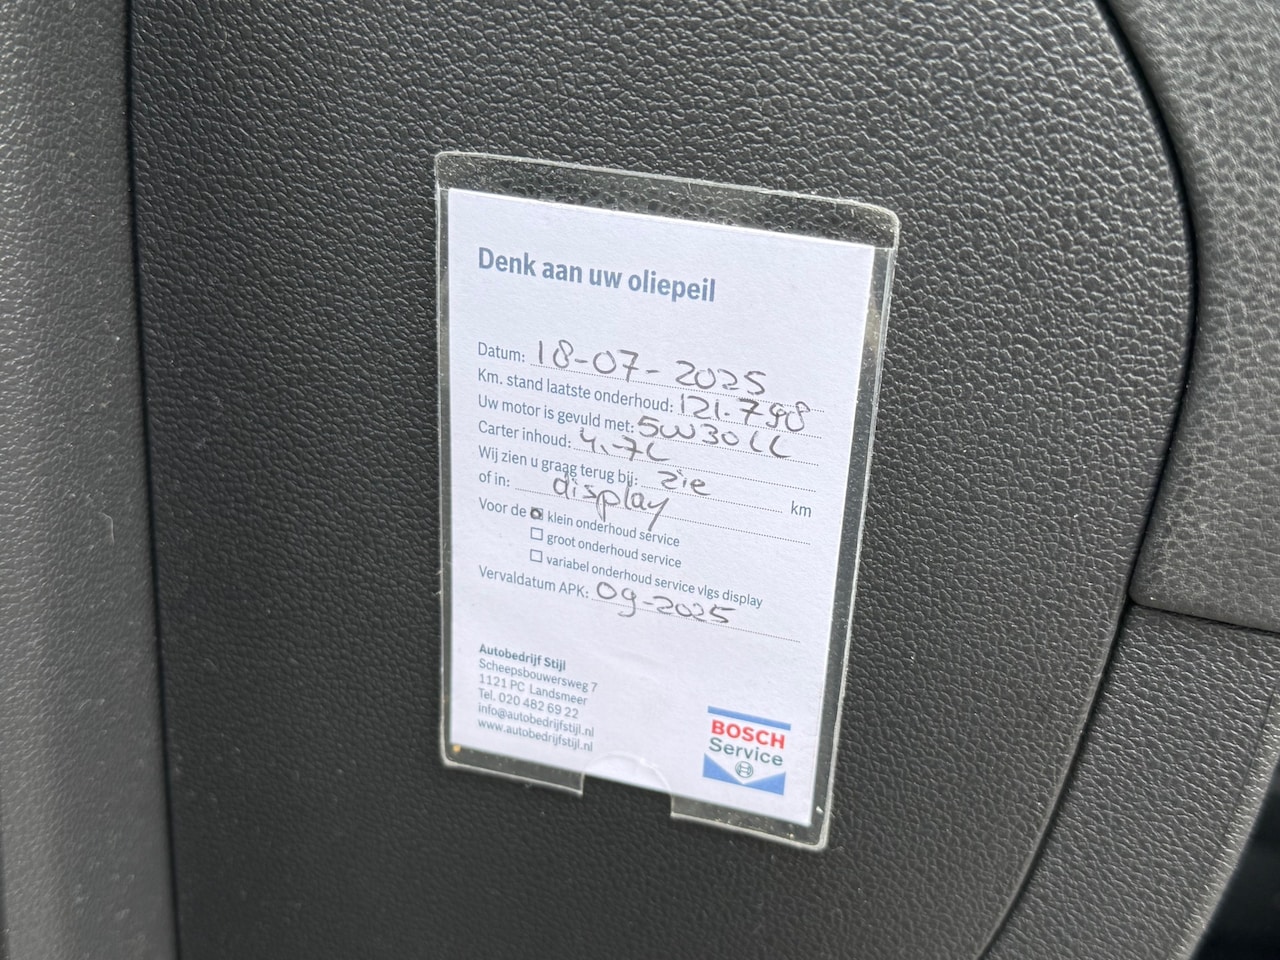 Denk aan uw oliepeil
Datum: 18-07-2025
Km. stand laatste onderhoud: 121.798
Uw motor is gevuld met: 5W30LL
Carter inhoud: 4,7L
Wij zien u graag terug bij: zie km
of in: display
Voor de klein onderhoud service
groot onderhoud service
variabel onderhoud service vlgs display
Vervaldatum APK: 09-2025
Autobedrijf Stijl
Scheepsbouwersweg 7
1121 PC Landsmeer
Tel. 020 482 69 22
info@autobedrijfstijl.nl
www.autobedrijfstijl.nl
BOSCH
Service